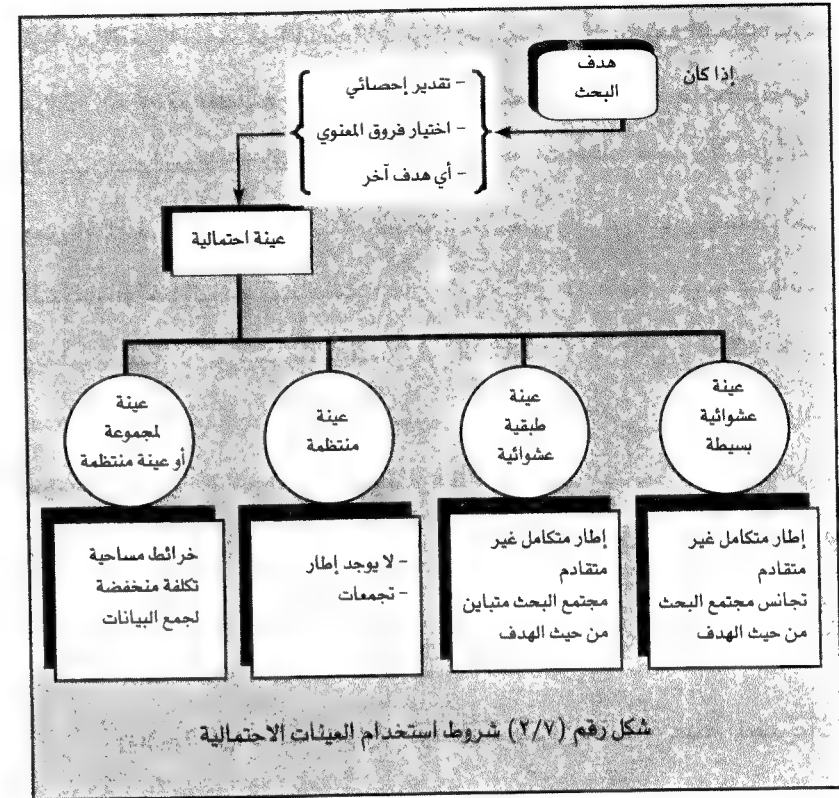 إذا كان
هدف
البحث
- تقدير إحصائي
- اختيار فروق المعنوي
- أي هدف آخر
عينة احتمالية
عينة
عشوائية
بسيطة
عينة
طبقية
عشوائية
عينة
منتظمة
عينة
لمجموعة
أو عينة منتظمة
إطار متكامل غير
متقادم
تجانس مجتمع البحث
من حيث الهدف
إطار متكامل غير
متقادم
مجتمع البحث متباين
من حيث الهدف
- لا يوجد إطار
- تجمعات
خرائط مساحية
تكلفة منخفضة
لجمع البيانات
شكل رقم (٢/٧) شروط استخدام العينات الاحتمالية